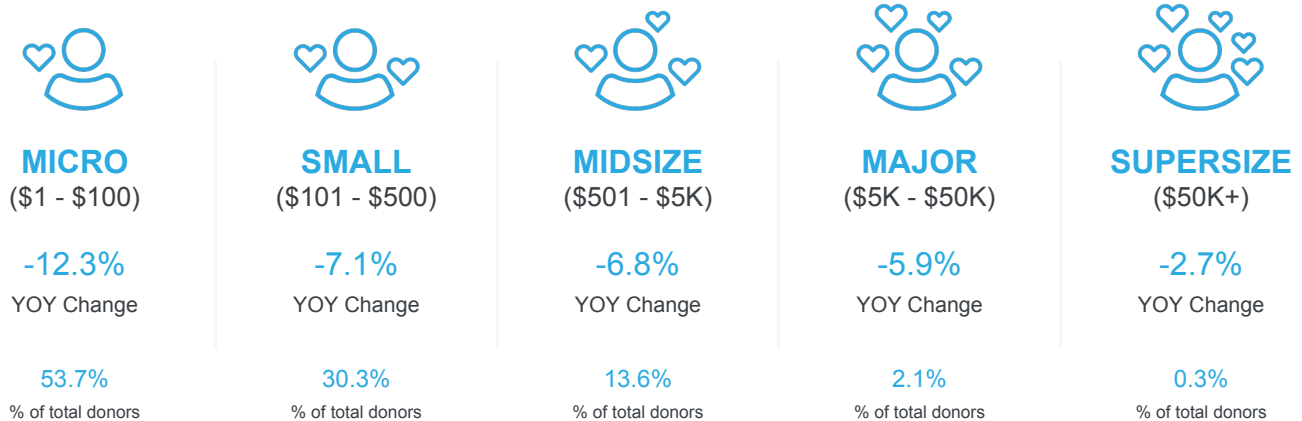 MICRO
($1 - $100)
-12.3%
YOY Change
53.7%
% of total donors
SMALL
($101 - $500)
-7.1%
YOY Change
30.3%
% of total donors
MIDSIZE
($501 - $5K)
-6.8%
YOY Change
13.6%
% of total donors
MAJOR
($5K - $50K)
-5.9%
YOY Change
2.1%
% of total donors
SUPERSIZE
($50K+)
-2.7%
YOY Change
0.3%
% of total donors